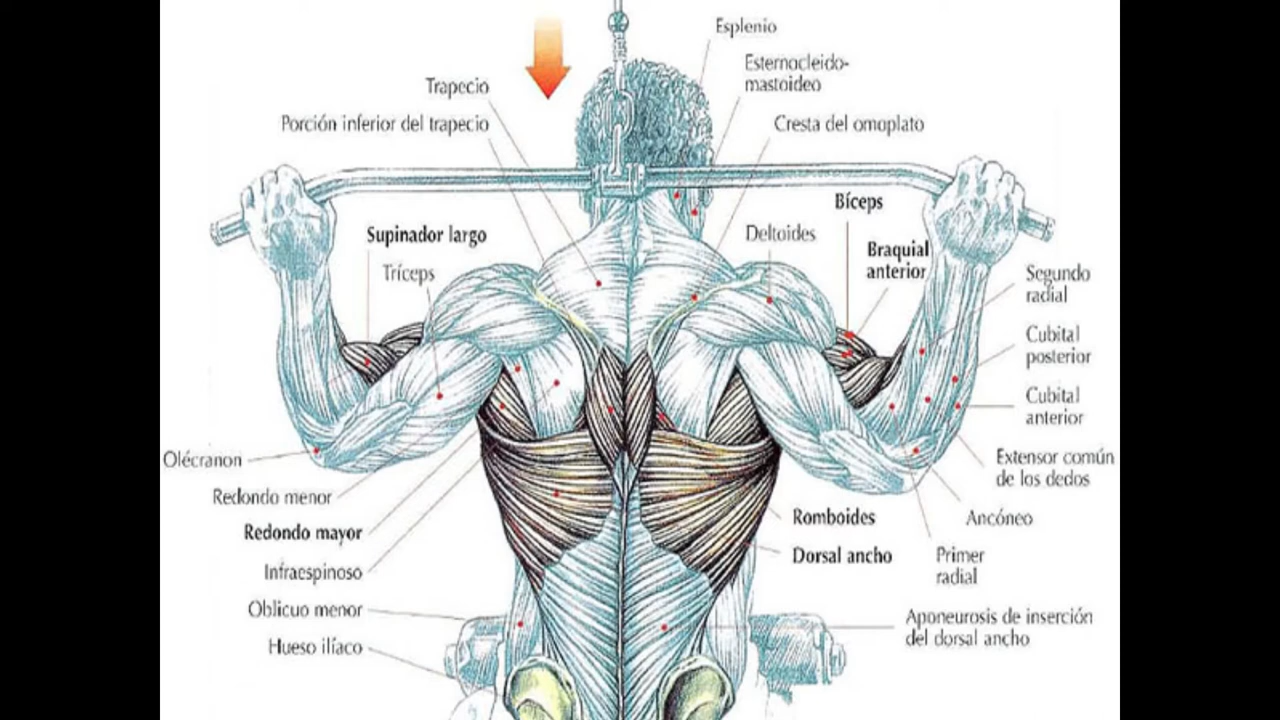 Esplenio
Esternocleido-
mastoideo
Trapecio
Porción inferior del trapecio
Cresta del omoplato
Bíceps
Supinador largo
Deltoides
Braquial
anterior
Tríceps
Segundo
radial
Cubital
posterior
Cubital
anterior
Olécranon
Extensor común
de los dedos
Redondo menor
Romboides
Ancóneo
Redondo mayor
Dorsal ancho
Primer
radial
Infraespinoso
Oblicuo menor
Aponeurosis de inserción
del dorsal ancho
Hueso ilíaco